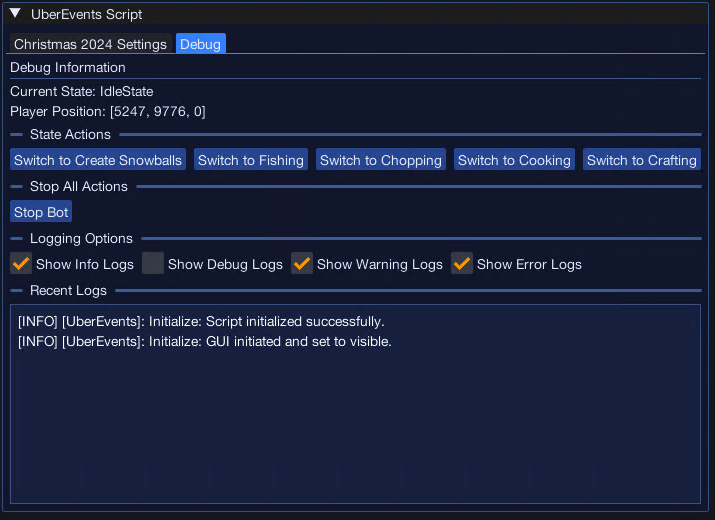 UberEvents Script
Christmas 2024 Settings Debug
Debug Information
Current State: IdleState
Player Position: [5247, 9776, 0]
State Actions
Switch to Create Snowballs Switch to Fishing Switch to Chopping Switch to Cooking Switch to Crafting
Stop All Actions
Stop Bot
Logging Options
Show Info Logs Show Debug Logs Show Warning Logs Show Error Logs
Recent Logs
[INFO] [UberEvents]: Initialize: Script initialized successfully.
[INFO] [UberEvents]: Initialize: GUI initiated and set to visible.